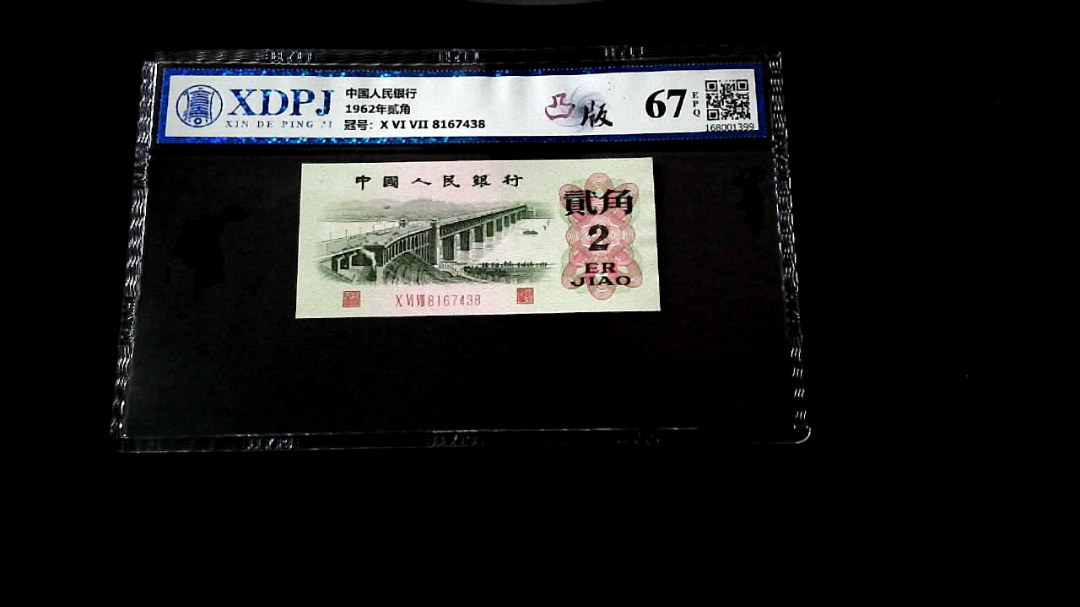 XDPJ
XIN DE PING JI
中国人民银行
1962年贰角
冠号: X VI VII 8167438
凸版
67
EPQ
168001399
中國人民銀行
貳角
2
ER
JIAO
X VI VII 8167438